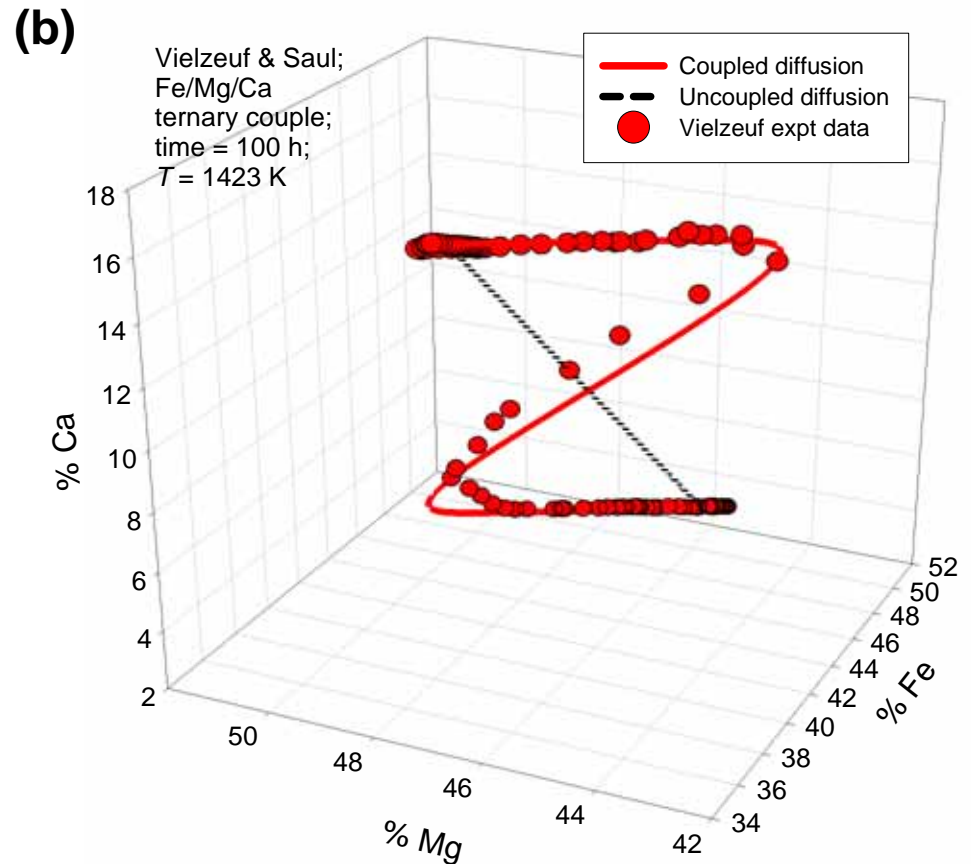 (b)
Vielzeuf & Saul;
Fe/Mg/Ca
ternary couple;
time = 100 h;
T = 1423 K
Coupled diffusion
Uncoupled diffusion
Vielzeuf expt data
18
16
14
12
10
8
6
4
2
% Ca
50
48
46
44
42
% Mg
52
50
48
46
44
42
40
38
36
34
% Fe